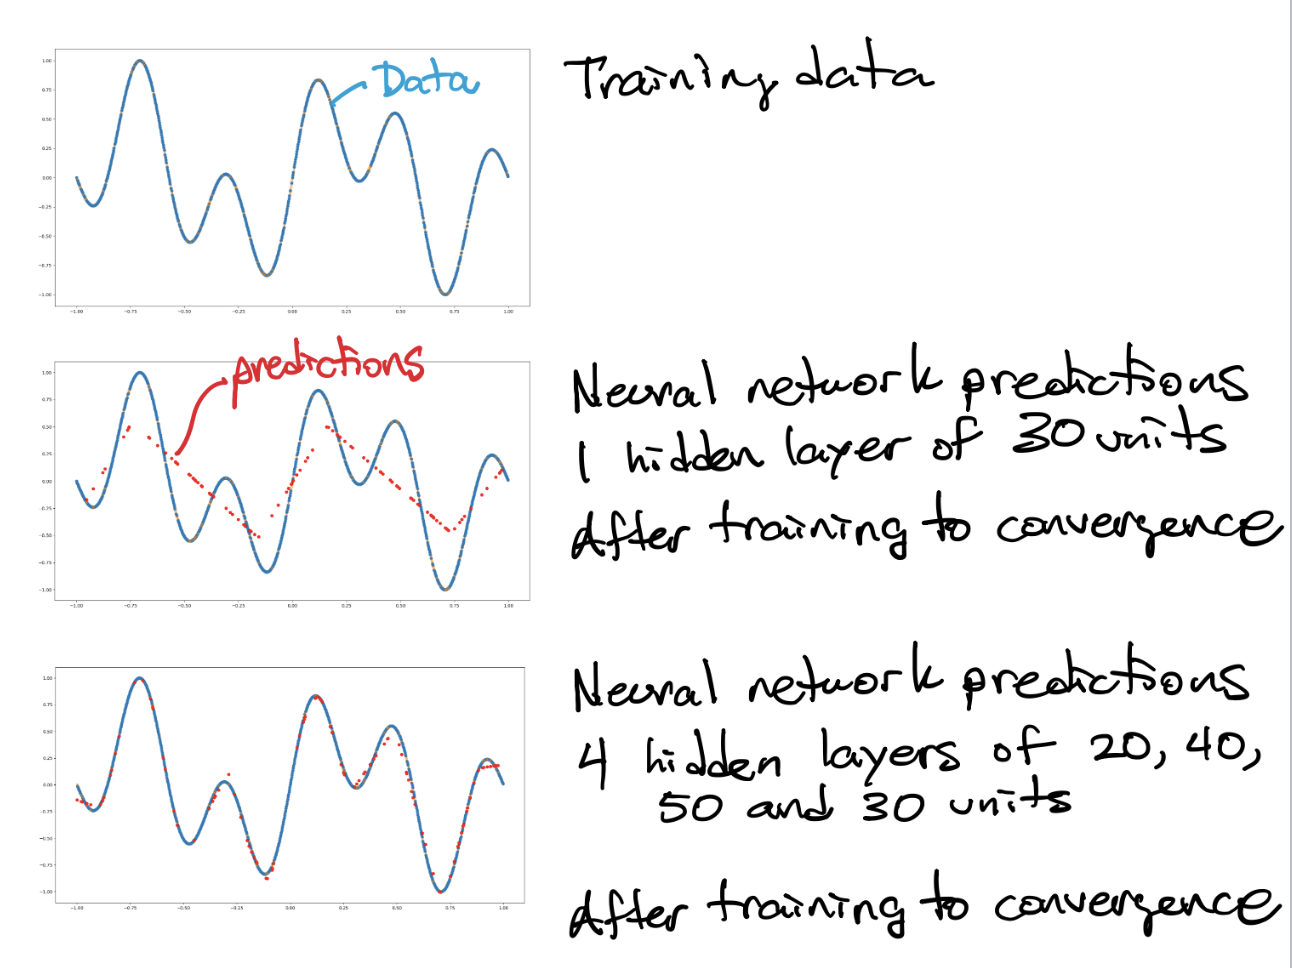 Data
Training data
predictions
Neural network predictions
1 hidden layer of 30 units
After training to convergence
Neural network predictions
4 hidden layers of 20, 40,
50 and 30 units
After training to convergence
1.00
0.75
0.50
0.25
0.00
−0.25
−0.50
−0.75
−1.00
−1.00 −0.75 −0.50 −0.25 0.00 0.25 0.50 0.75 1.00
1.00
0.75
0.50
0.25
0.00
−0.25
−0.50
−0.75
−1.00
−1.00 −0.75 −0.50 −0.25 0.00 0.25 0.50 0.75 1.00
1.00
0.75
0.50
0.25
0.00
−0.25
−0.50
−0.75
−1.00
−1.00 −0.75 −0.50 −0.25 0.00 0.25 0.50 0.75 1.00